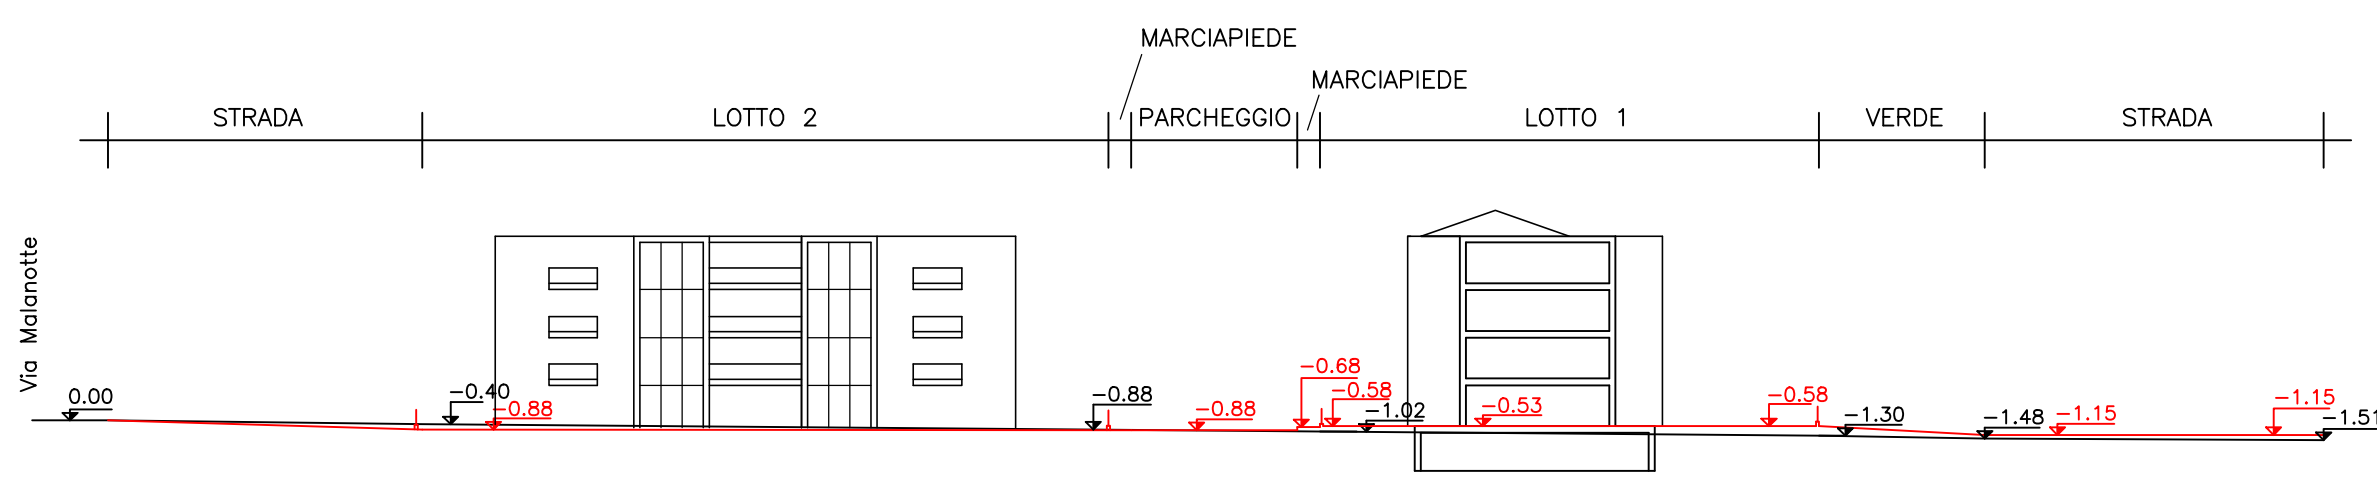 MARCIAPIEDE
MARCIAPIEDE
STRADA
LOTTO 2
PARCHEGGIO
LOTTO 1
VERDE
STRADA
Via Malanotte
0.00
-0.40
-0.88
-0.88
-0.88
-0.68
-0.58
-1.02
-0.53
-0.58
-1.30
-1.48
-1.15
-1.15
-1.51